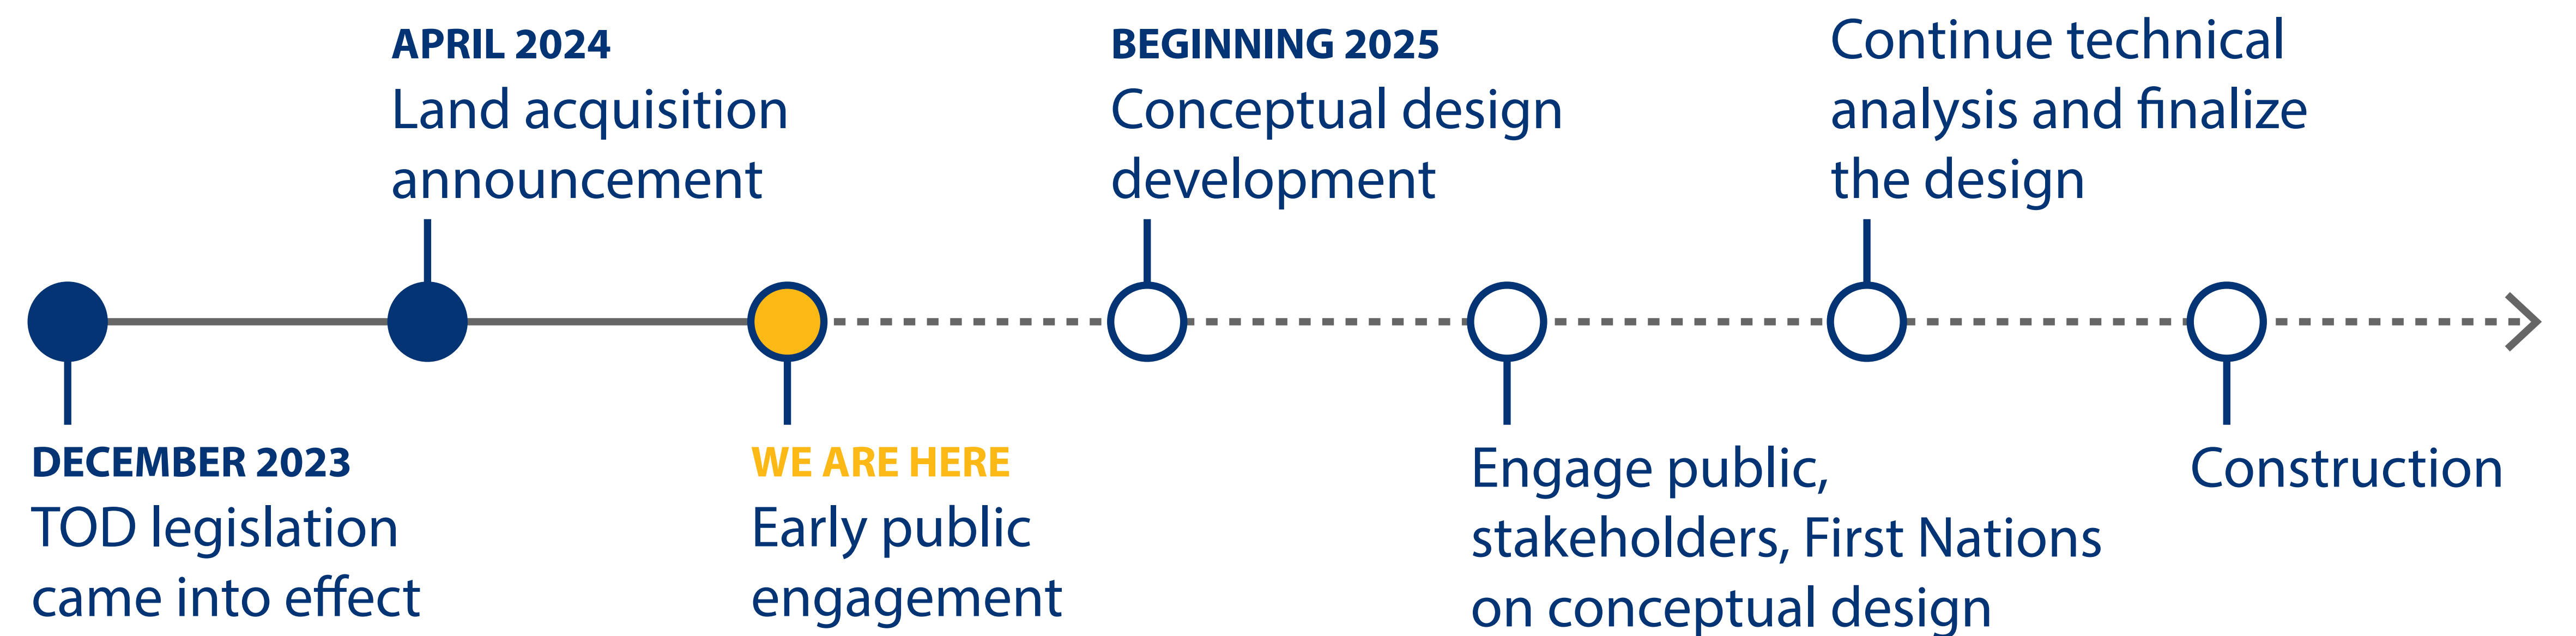 APRIL 2024
Land acquisition
announcement
BEGINNING 2025
Conceptual design
development
Continue technical
analysis and finalize
the design
DECEMBER 2023
TOD legislation
came into effect
WE ARE HERE
Early public
engagement
Engage public,
stakeholders, First Nations
on conceptual design
Construction